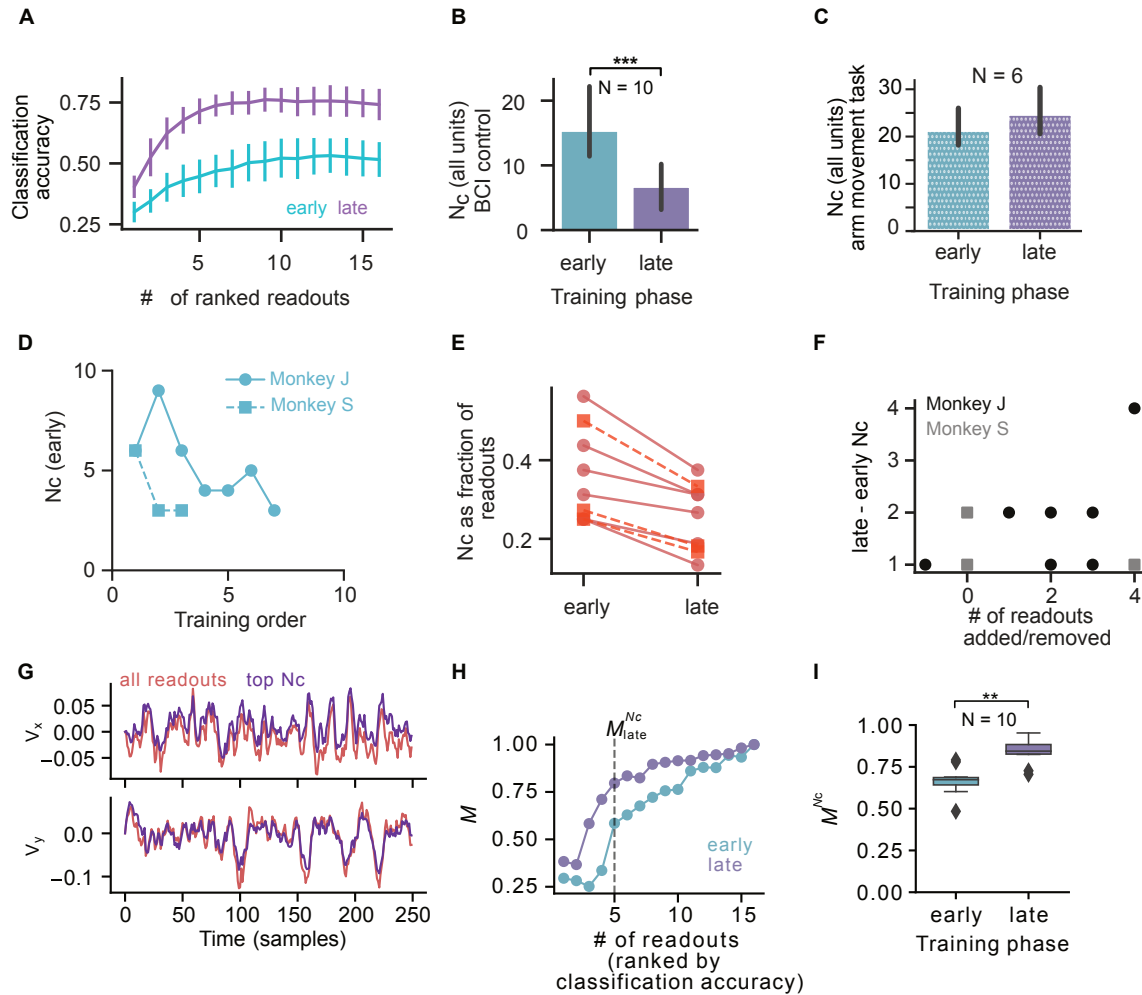 A
Classification
accuracy
0.75
0.50
0.25
early late
5 10 15
# of ranked readouts
B
***
N = 10
Nc (all units)
BCI control
20
10
0
early late
Training phase
C
N = 6
Nc (all units)
arm movement task
30
20
10
0
early late
Training phase
D
Nc (early)
10
5
0
Monkey J
Monkey S
0 5 10
Training order
E
Nc as fraction of
readouts
0.4
0.2
early late
F
late - early Nc
4
3
2
1
Monkey J
Monkey S
0 2 4
# of readouts
added/removed
G
all readouts top Nc
Vx
0.05
0.00
−0.05
Vy
0.0
−0.1
0 50 100 150 200 250
Time (samples)
H
M Nc late
M
1.00
0.75
0.50
0.25
early
late
5 10 15
# of readouts
(ranked by
classification accuracy)
I
**
N = 10
M Nc
1.00
0.75
0.50
0.25
0.00
early late
Training phase